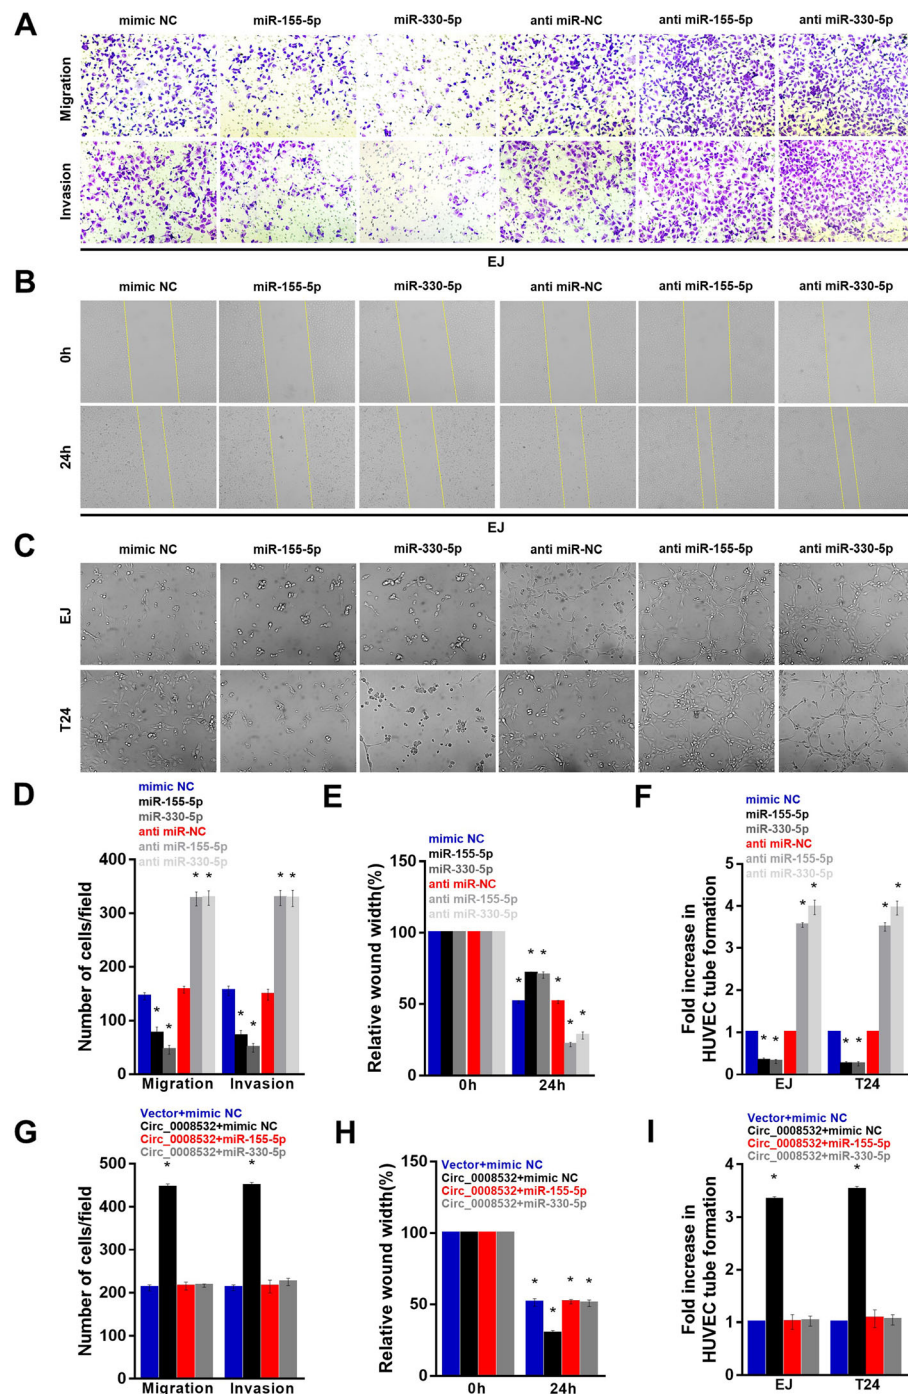 A
mimic NC miR-155-5p miR-330-5p anti miR-NC anti miR-155-5p anti miR-330-5p
Migration
Invasion
EJ
B
mimic NC miR-155-5p miR-330-5p anti miR-NC anti miR-155-5p anti miR-330-5p
0h
24h
EJ
C
mimic NC miR-155-5p miR-330-5p anti miR-NC anti miR-155-5p anti miR-330-5p
EJ
T24
D
mimic NC
miR-155-5p
miR-330-5p
anti miR-NC
anti miR-155-5p
anti miR-330-5p
Number of cells/field
400
300
200
100
0
* * * * * * * *
Migration Invasion
E
mimic NC
miR-155-5p
miR-330-5p
anti miR-NC
anti miR-155-5p
anti miR-330-5p
Relative wound width(%)
150
100
50
0
* * * * * *
0h 24h
F
mimic NC
miR-155-5p
miR-330-5p
anti miR-NC
anti miR-155-5p
anti miR-330-5p
Fold increase in
HUVEC tube formation
5
4
3
2
1
0
* * * * * * * *
EJ T24
G
Vector+mimic NC
Circ_0008532+mimic NC
Circ_0008532+miR-155-5p
Circ_0008532+miR-330-5p
Number of cells/field
500
400
300
200
100
0
* *
Migration Invasion
H
Vector+mimic NC
Circ_0008532+mimic NC
Circ_0008532+miR-155-5p
Circ_0008532+miR-330-5p
Relative wound width(%)
150
100
50
0
* * * *
0h 24h
I
Vector+mimic NC
Circ_0008532+mimic NC
Circ_0008532+miR-155-5p
Circ_0008532+miR-330-5p
Fold increase in
HUVEC tube formation
4
3
2
1
0
* *
EJ T24